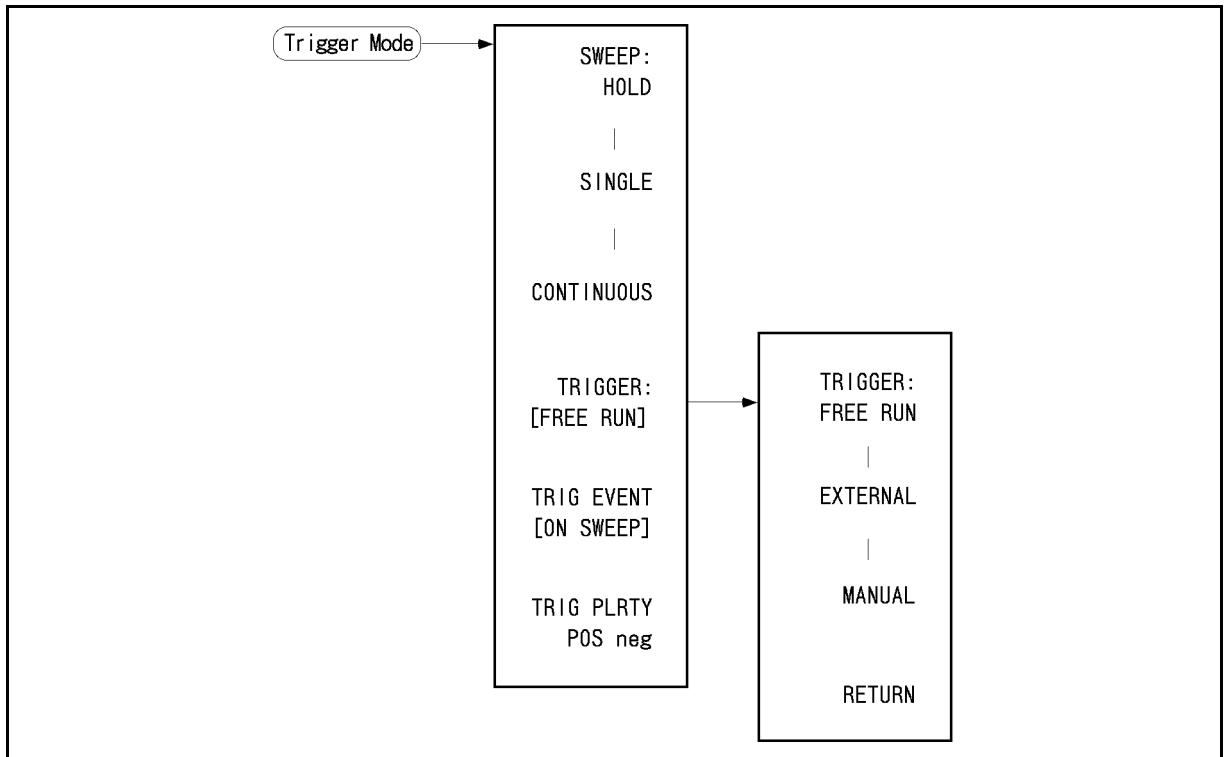 Trigger Mode
SWEEP:
HOLD
SINGLE
CONTINUOUS
TRIGGER:
[FREE RUN]
TRIG EVENT
[ON SWEEP]
TRIG PLRTY
POS neg
TRIGGER:
FREE RUN
EXTERNAL
MANUAL
RETURN